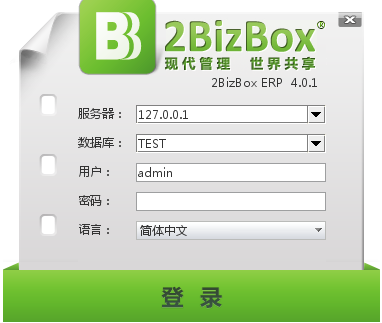 B 2BizBox®
现代管理 世界共享
2BizBox ERP 4.0.1
服务器： 127.0.0.1
数据库： TEST
用户： admin
密码：
语言： 简体中文
登 录